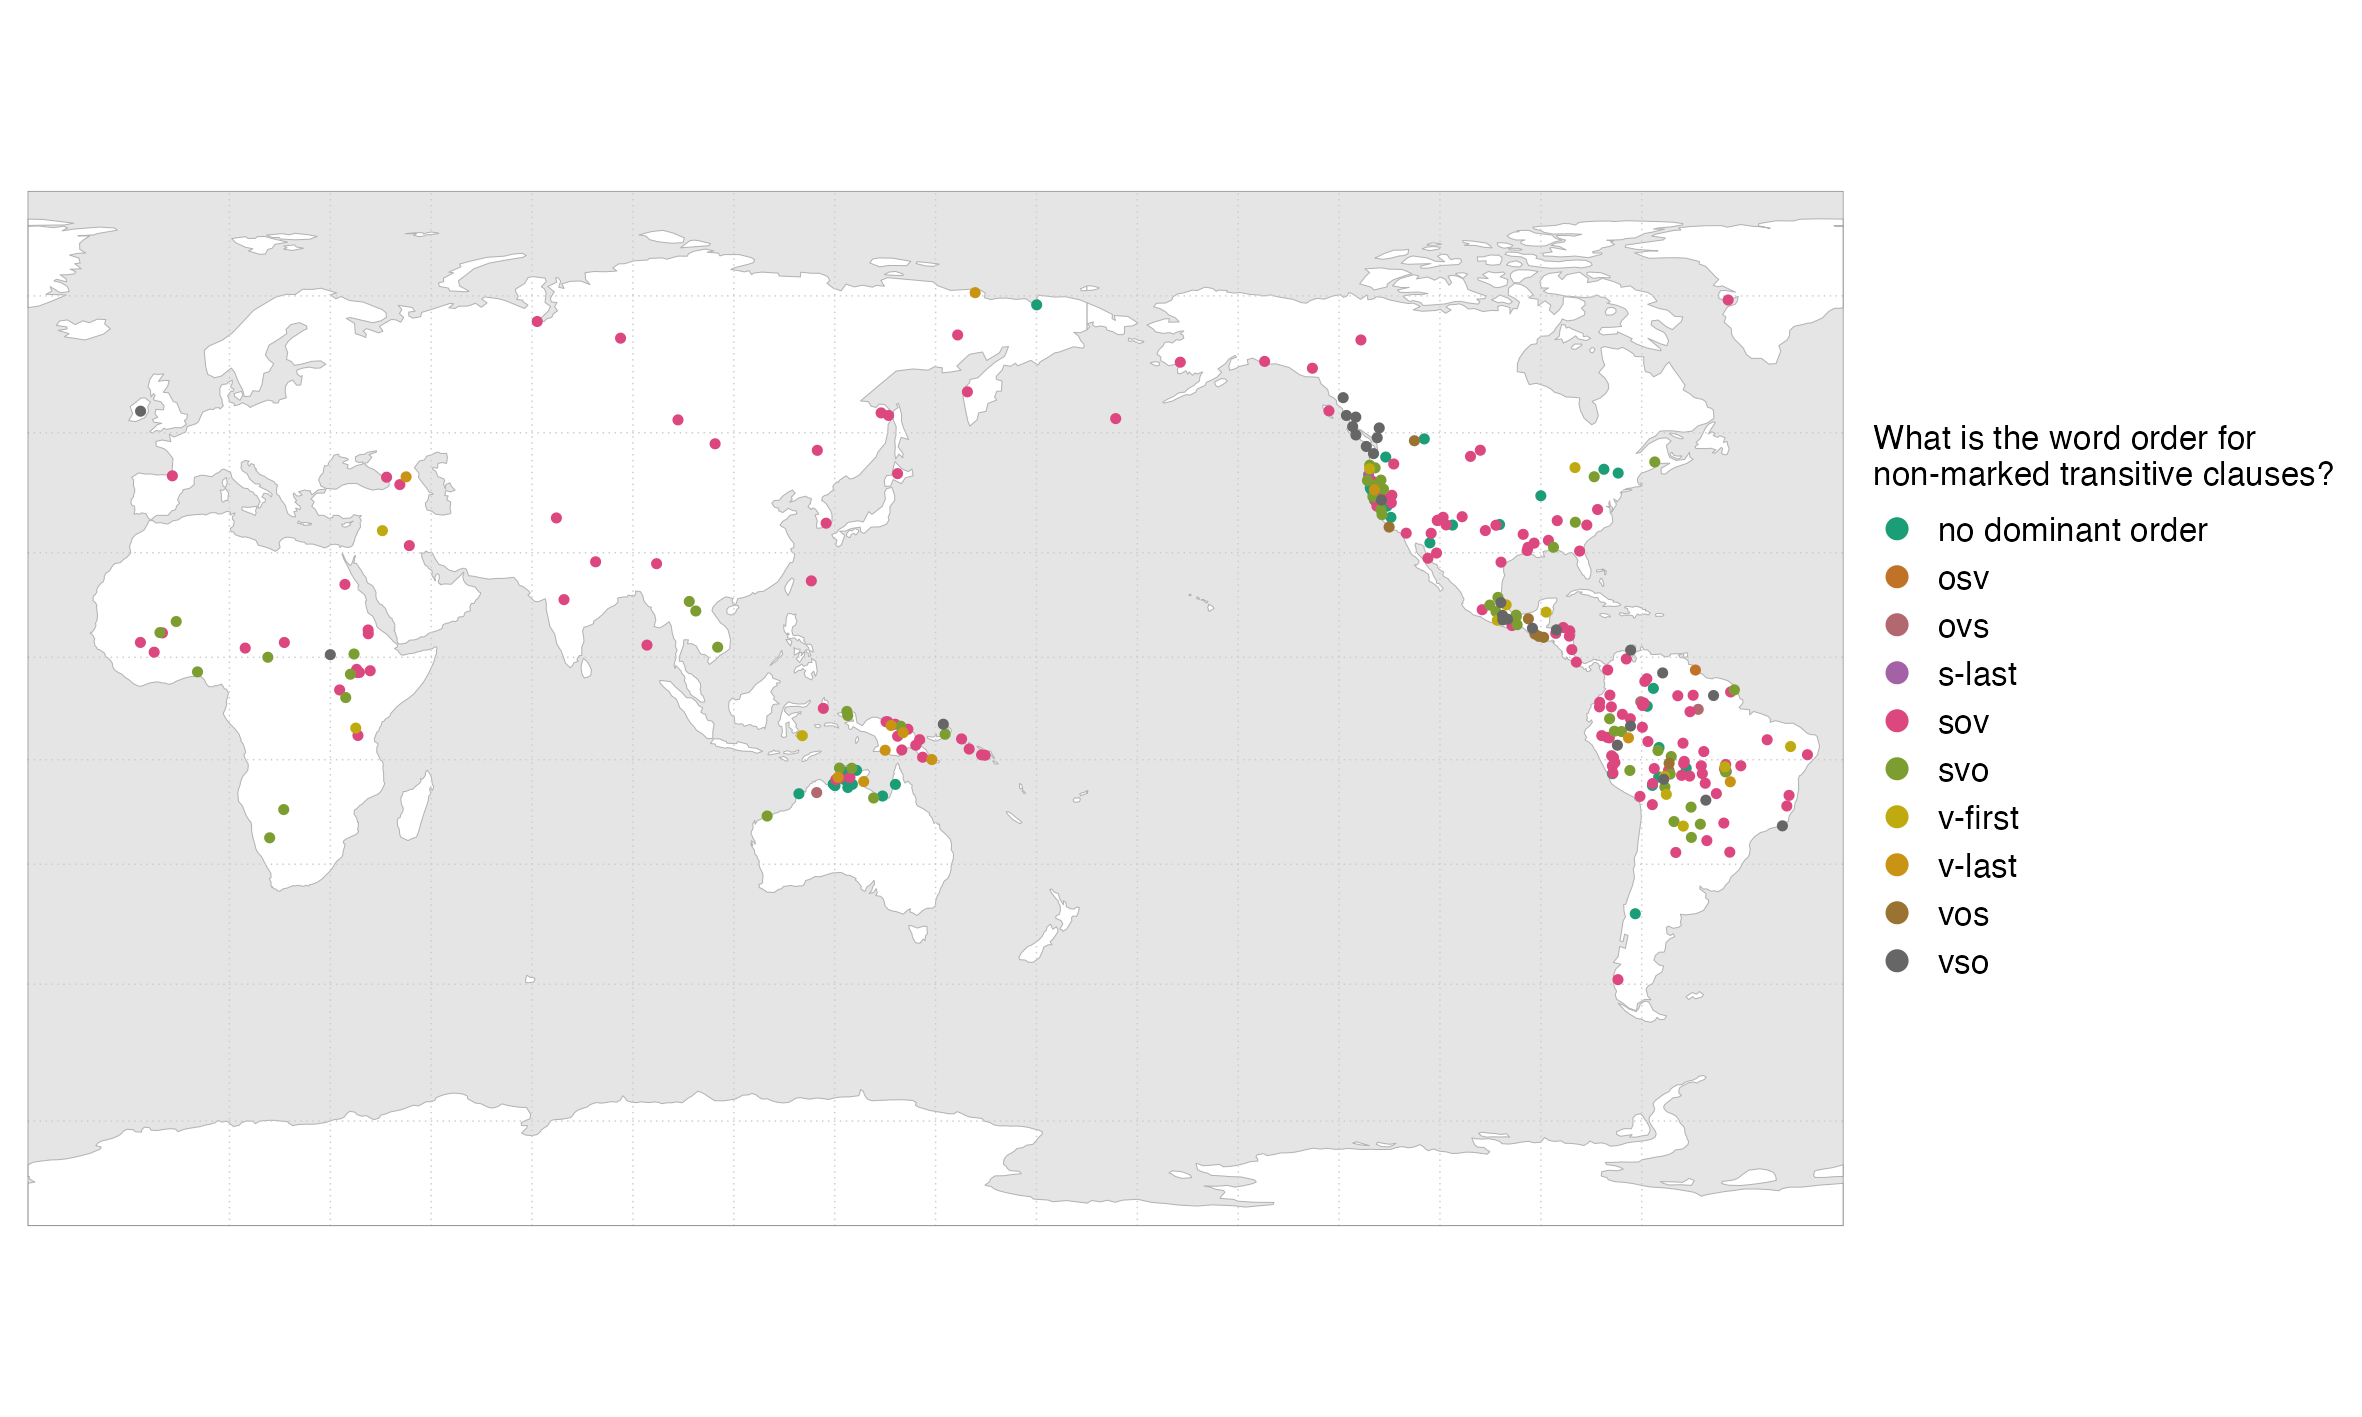 What is the word order for
non-marked transitive clauses?
no dominant order
osv
ovs
s-last
sov
svo
v-first
v-last
vos
vso